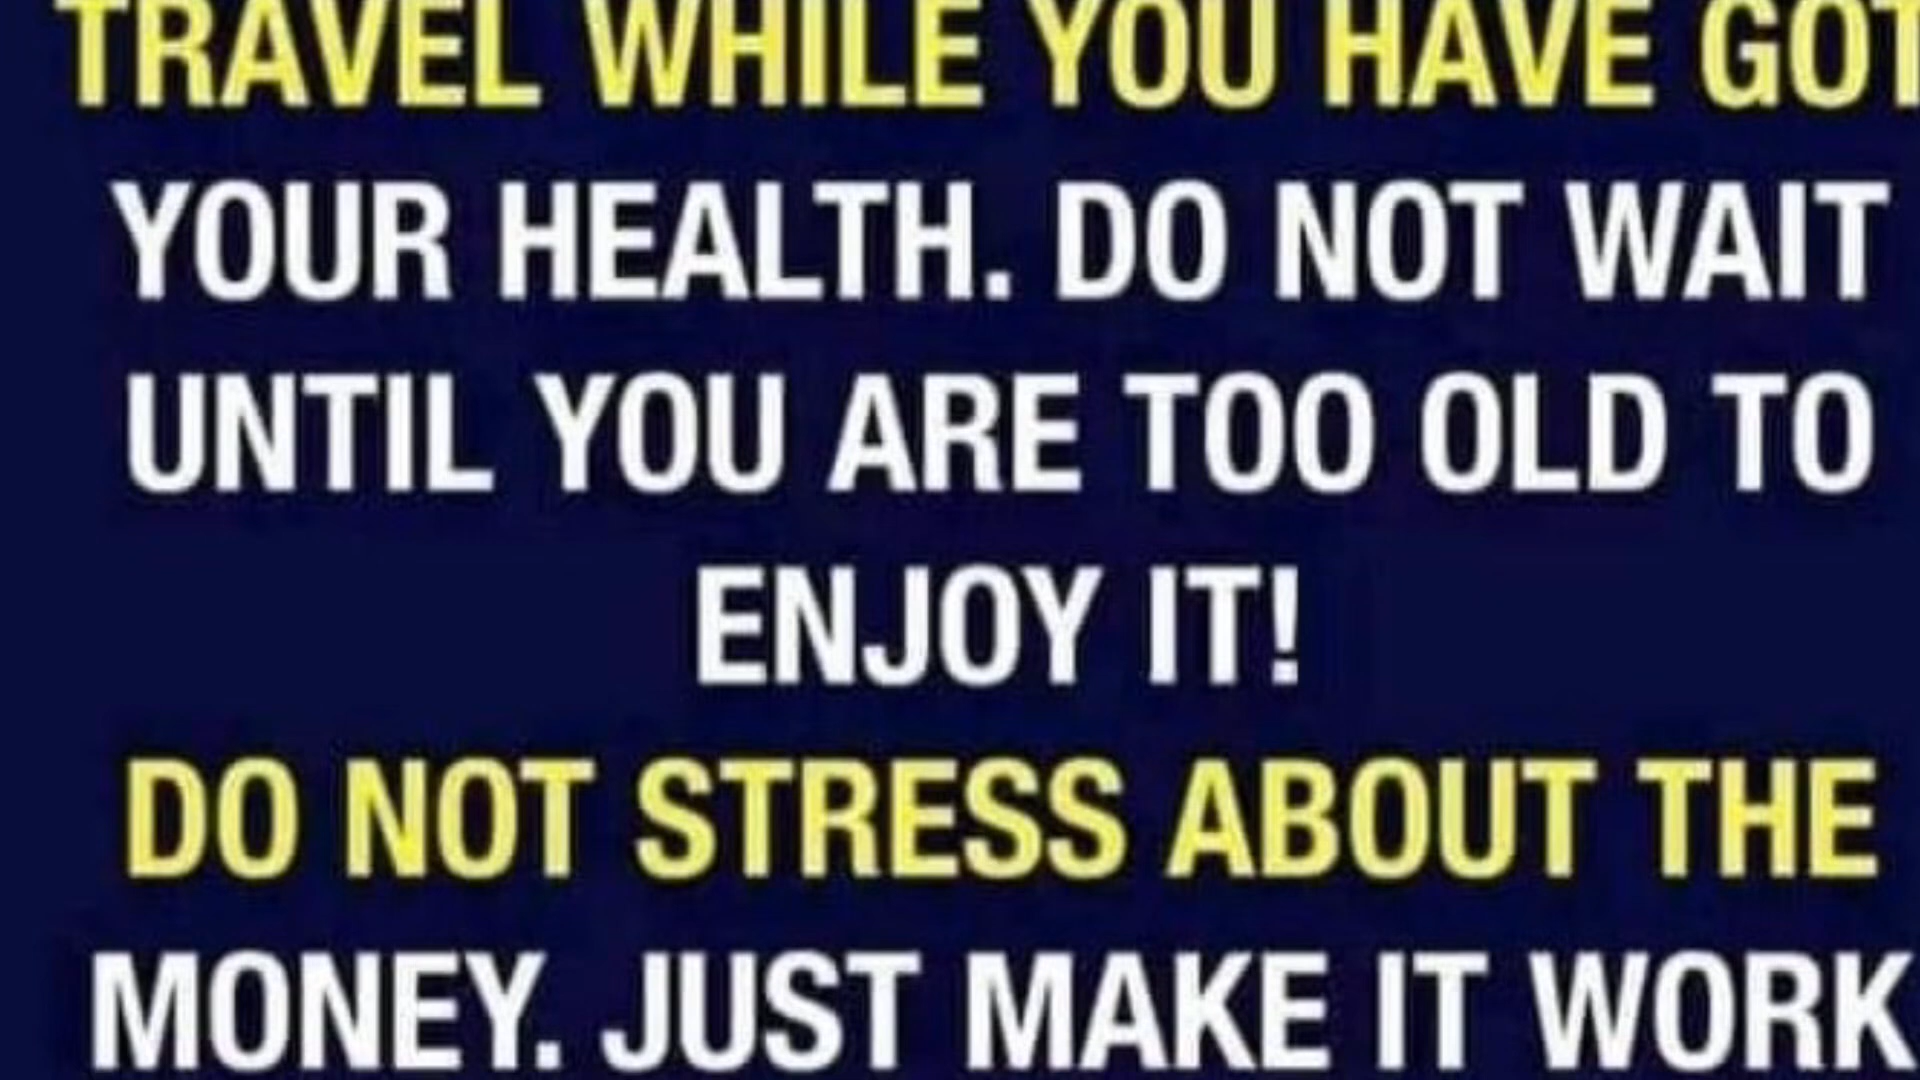 TRAVEL WHILE YOU HAVE GOT
YOUR HEALTH. DO NOT WAIT
UNTIL YOU ARE TOO OLD TO
ENJOY IT!
DO NOT STRESS ABOUT THE
MONEY. JUST MAKE IT WORK